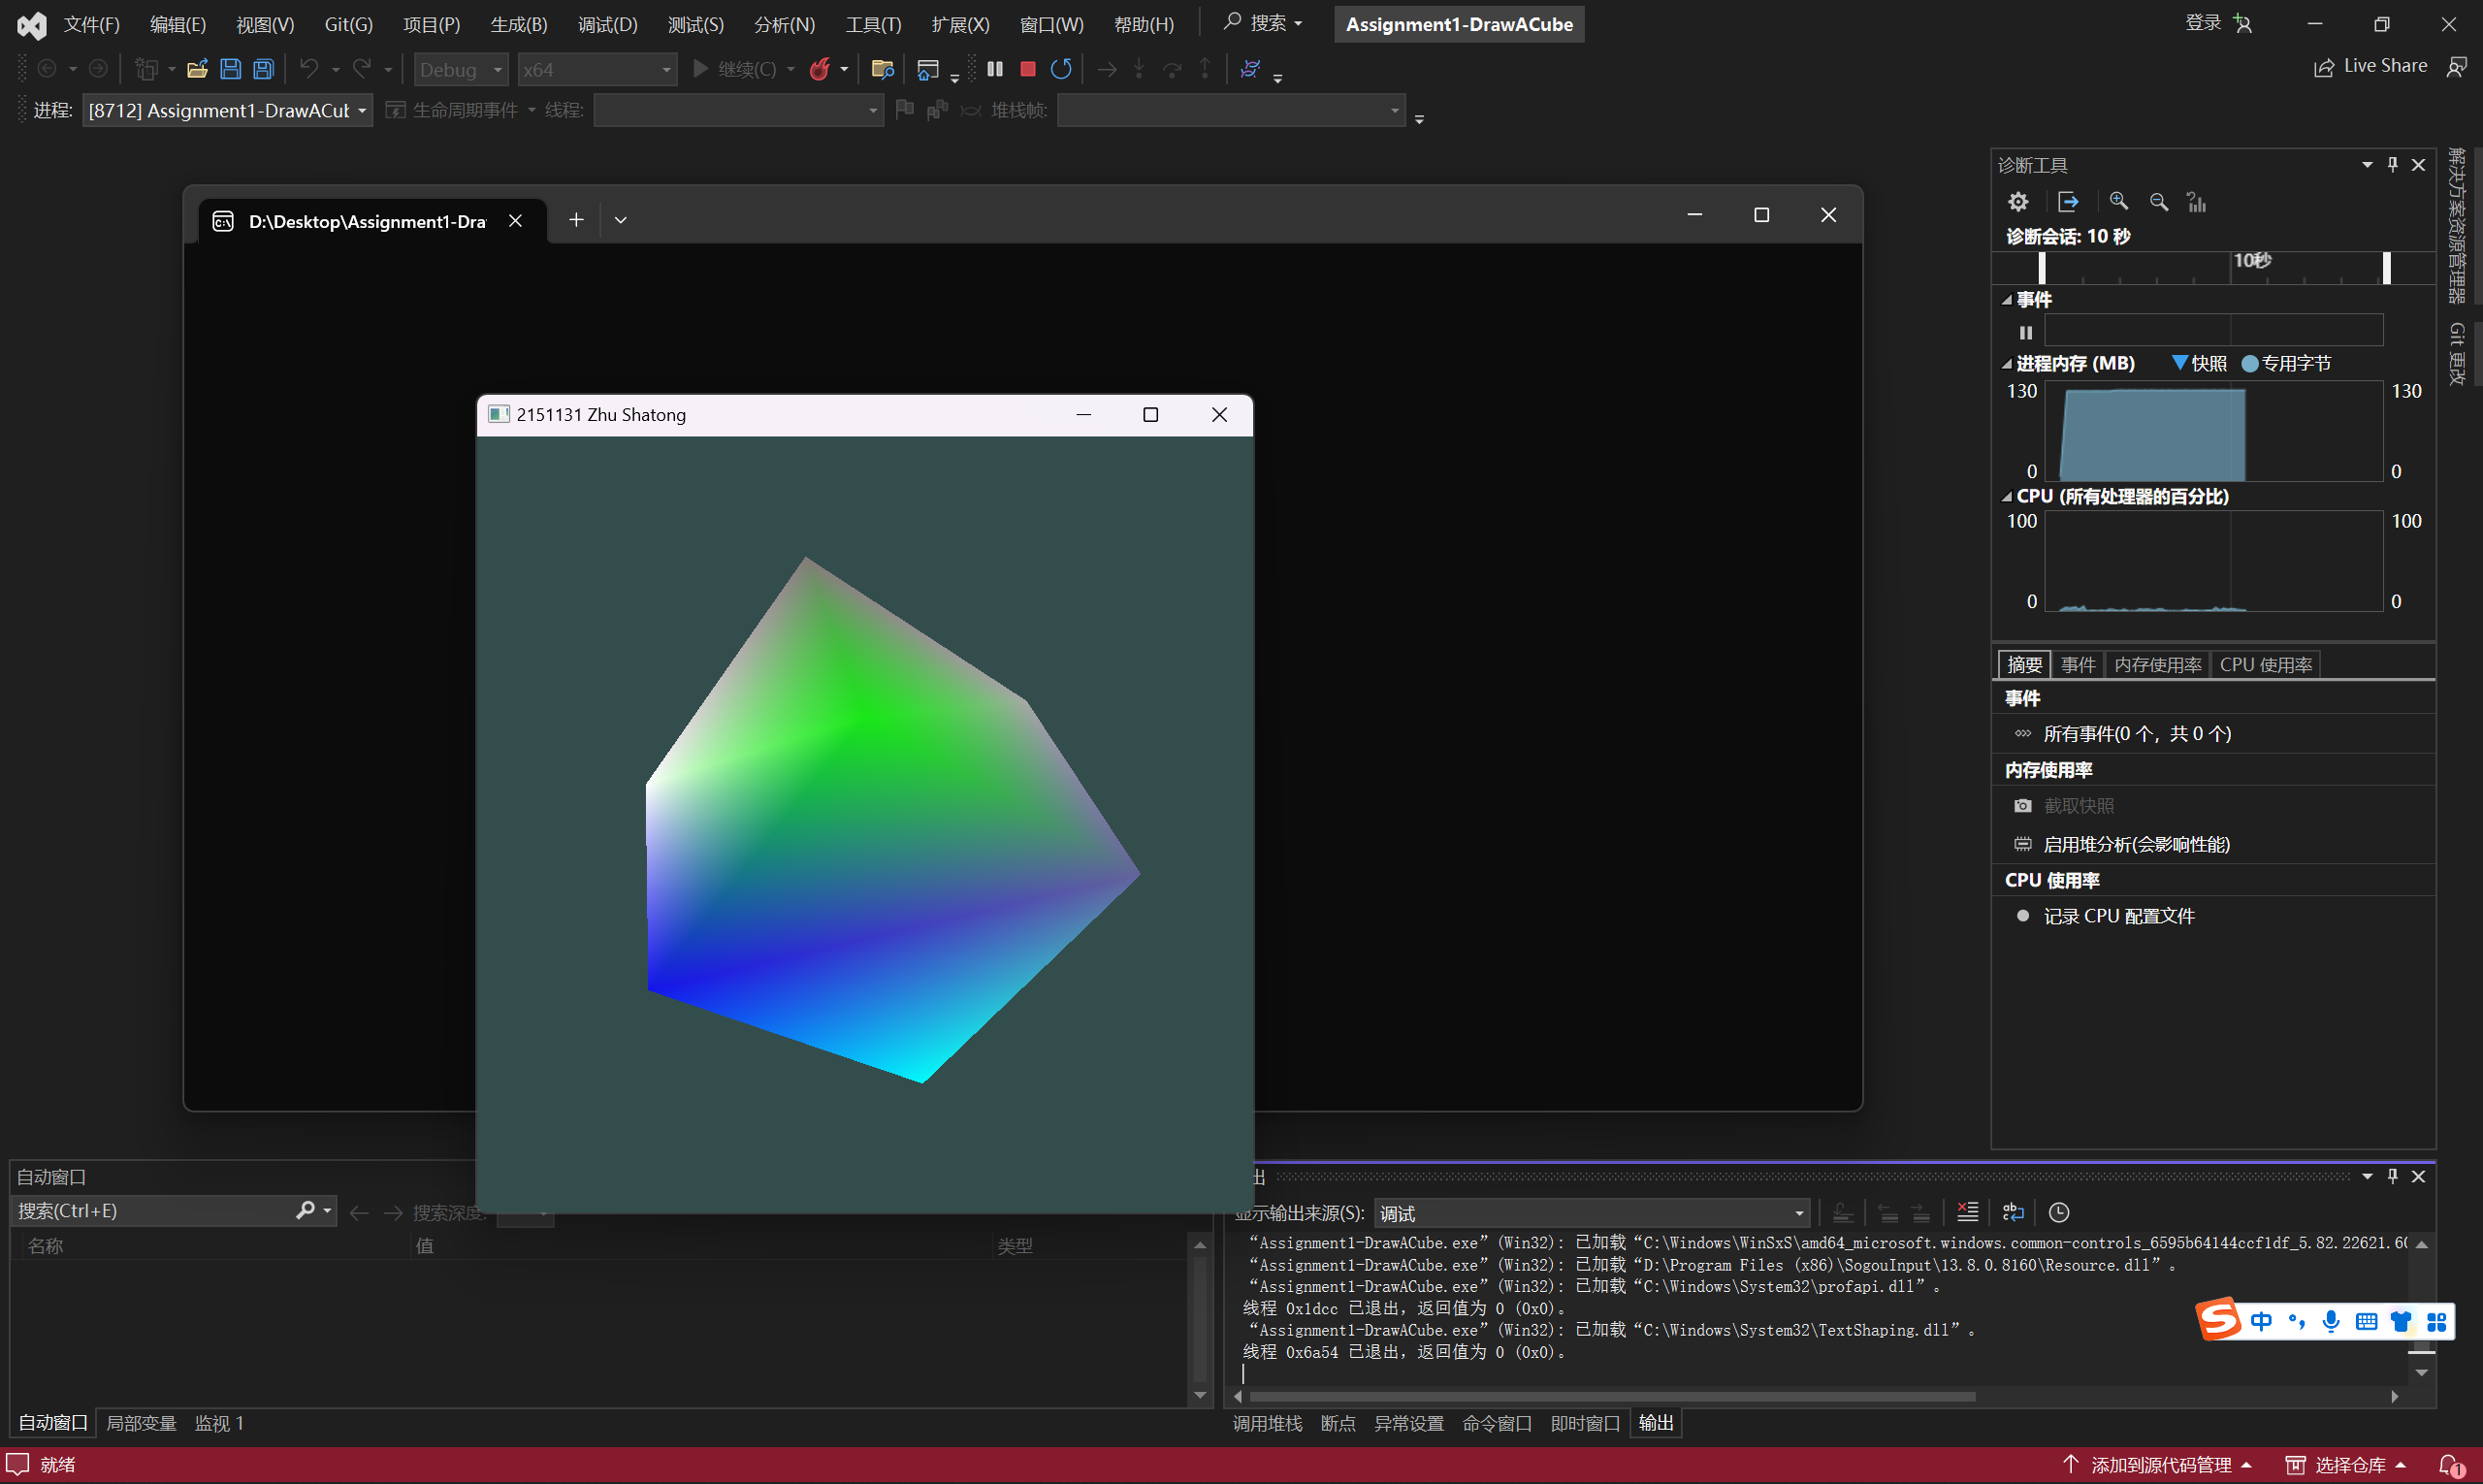 文件(F) 编辑(E) 视图(V) Git(G) 项目(P) 生成(B) 调试(D) 测试(S) 分析(N) 工具(T) 扩展(X) 窗口(W) 帮助(H) 搜索 Assignment1-DrawACube 登录
Debug x64 继续(C) Live Share
进程: [8712] Assignment1-DrawACub 生命周期事件 线程: 堆栈帧:
D:\Desktop\Assignment1-Dra
2151131 Zhu Shatong
诊断工具
诊断会话: 10 秒
10秒
事件
进程内存 (MB) 快照 专用字节
130 130
0 0
CPU (所有处理器的百分比)
100 100
0 0
摘要 事件 内存使用率 CPU 使用率
事件
所有事件(0 个，共 0 个)
内存使用率
截取快照
启用堆分析(会影响性能)
CPU 使用率
记录 CPU 配置文件
解决方案资源管理器
Git 更改
自动窗口
搜索(Ctrl+E) 搜索深度:
名称 值 类型
自动窗口 局部变量 监视 1
出
显示输出来源(S): 调试
“Assignment1-DrawACube.exe”(Win32): 已加载“C:\Windows\WinSxS\amd64_microsoft.windows.common-controls_6595b64144ccf1df_5.82.22621.60
“Assignment1-DrawACube.exe”(Win32): 已加载“D:\Program Files (x86)\SogouInput\13.8.0.8160\Resource.dll”。
“Assignment1-DrawACube.exe”(Win32): 已加载“C:\Windows\System32\profapi.dll”。
线程 0x1dcc 已退出，返回值为 0 (0x0)。
“Assignment1-DrawACube.exe”(Win32): 已加载“C:\Windows\System32\TextShaping.dll”。
线程 0x6a54 已退出，返回值为 0 (0x0)。
中
调用堆栈 断点 异常设置 命令窗口 即时窗口 输出
就绪 添加到源代码管理 选择仓库 1